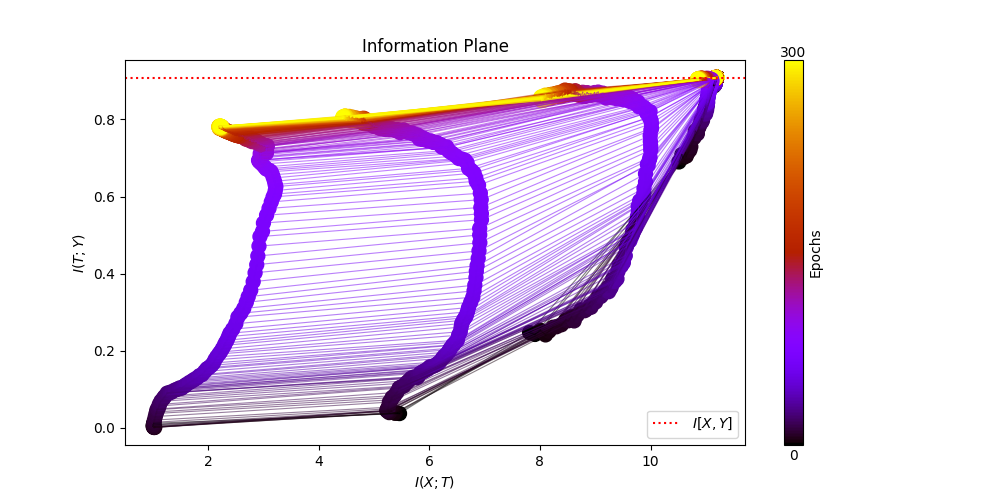 Information Plane
300
0.8
0.6
0.4
0.2
0.0
I(T; Y)
Epochs
I[X, Y]
2 4 6 8 10
0
I(X; T)